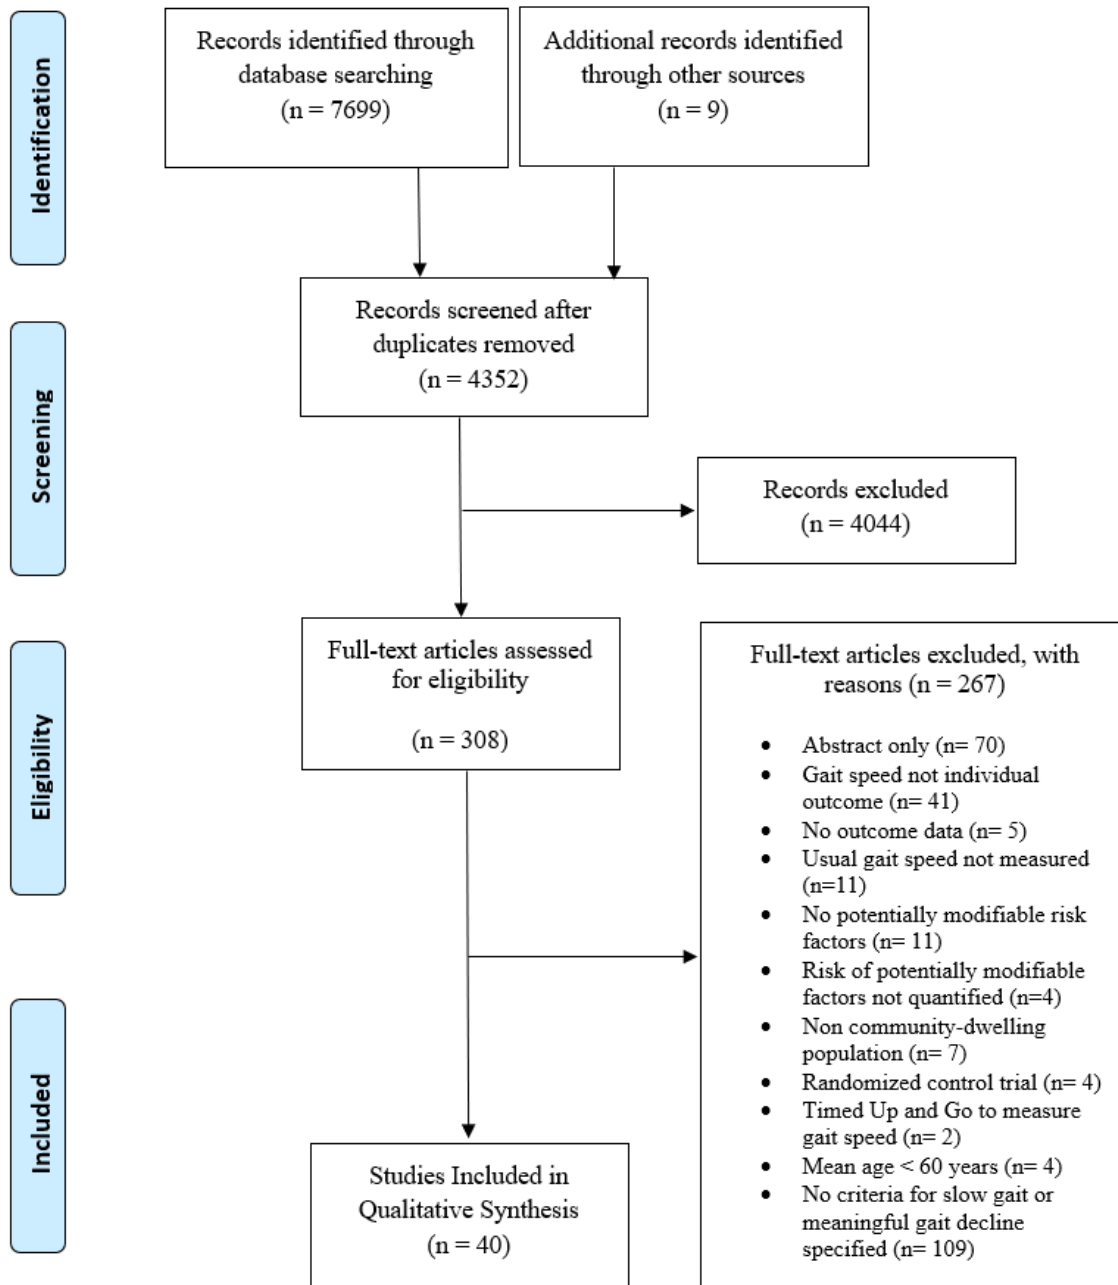 Identification
Records identified through
database searching
(n = 7699)
Additional records identified
through other sources
(n = 9)
Screening
Records screened after
duplicates removed
(n = 4352)
Records excluded
(n = 4044)
Eligibility
Full-text articles assessed
for eligibility
(n = 308)
Full-text articles excluded, with
reasons (n = 267)
• Abstract only (n= 70)
• Gait speed not individual
outcome (n= 41)
• No outcome data (n= 5)
• Usual gait speed not measured
(n=11)
• No potentially modifiable risk
factors (n= 11)
• Risk of potentially modifiable
factors not quantified (n=4)
• Non community-dwelling
population (n= 7)
• Randomized control trial (n= 4)
• Timed Up and Go to measure
gait speed (n= 2)
• Mean age < 60 years (n= 4)
• No criteria for slow gait or
meaningful gait decline
specified (n= 109)
Included
Studies Included in
Qualitative Synthesis
(n = 40)